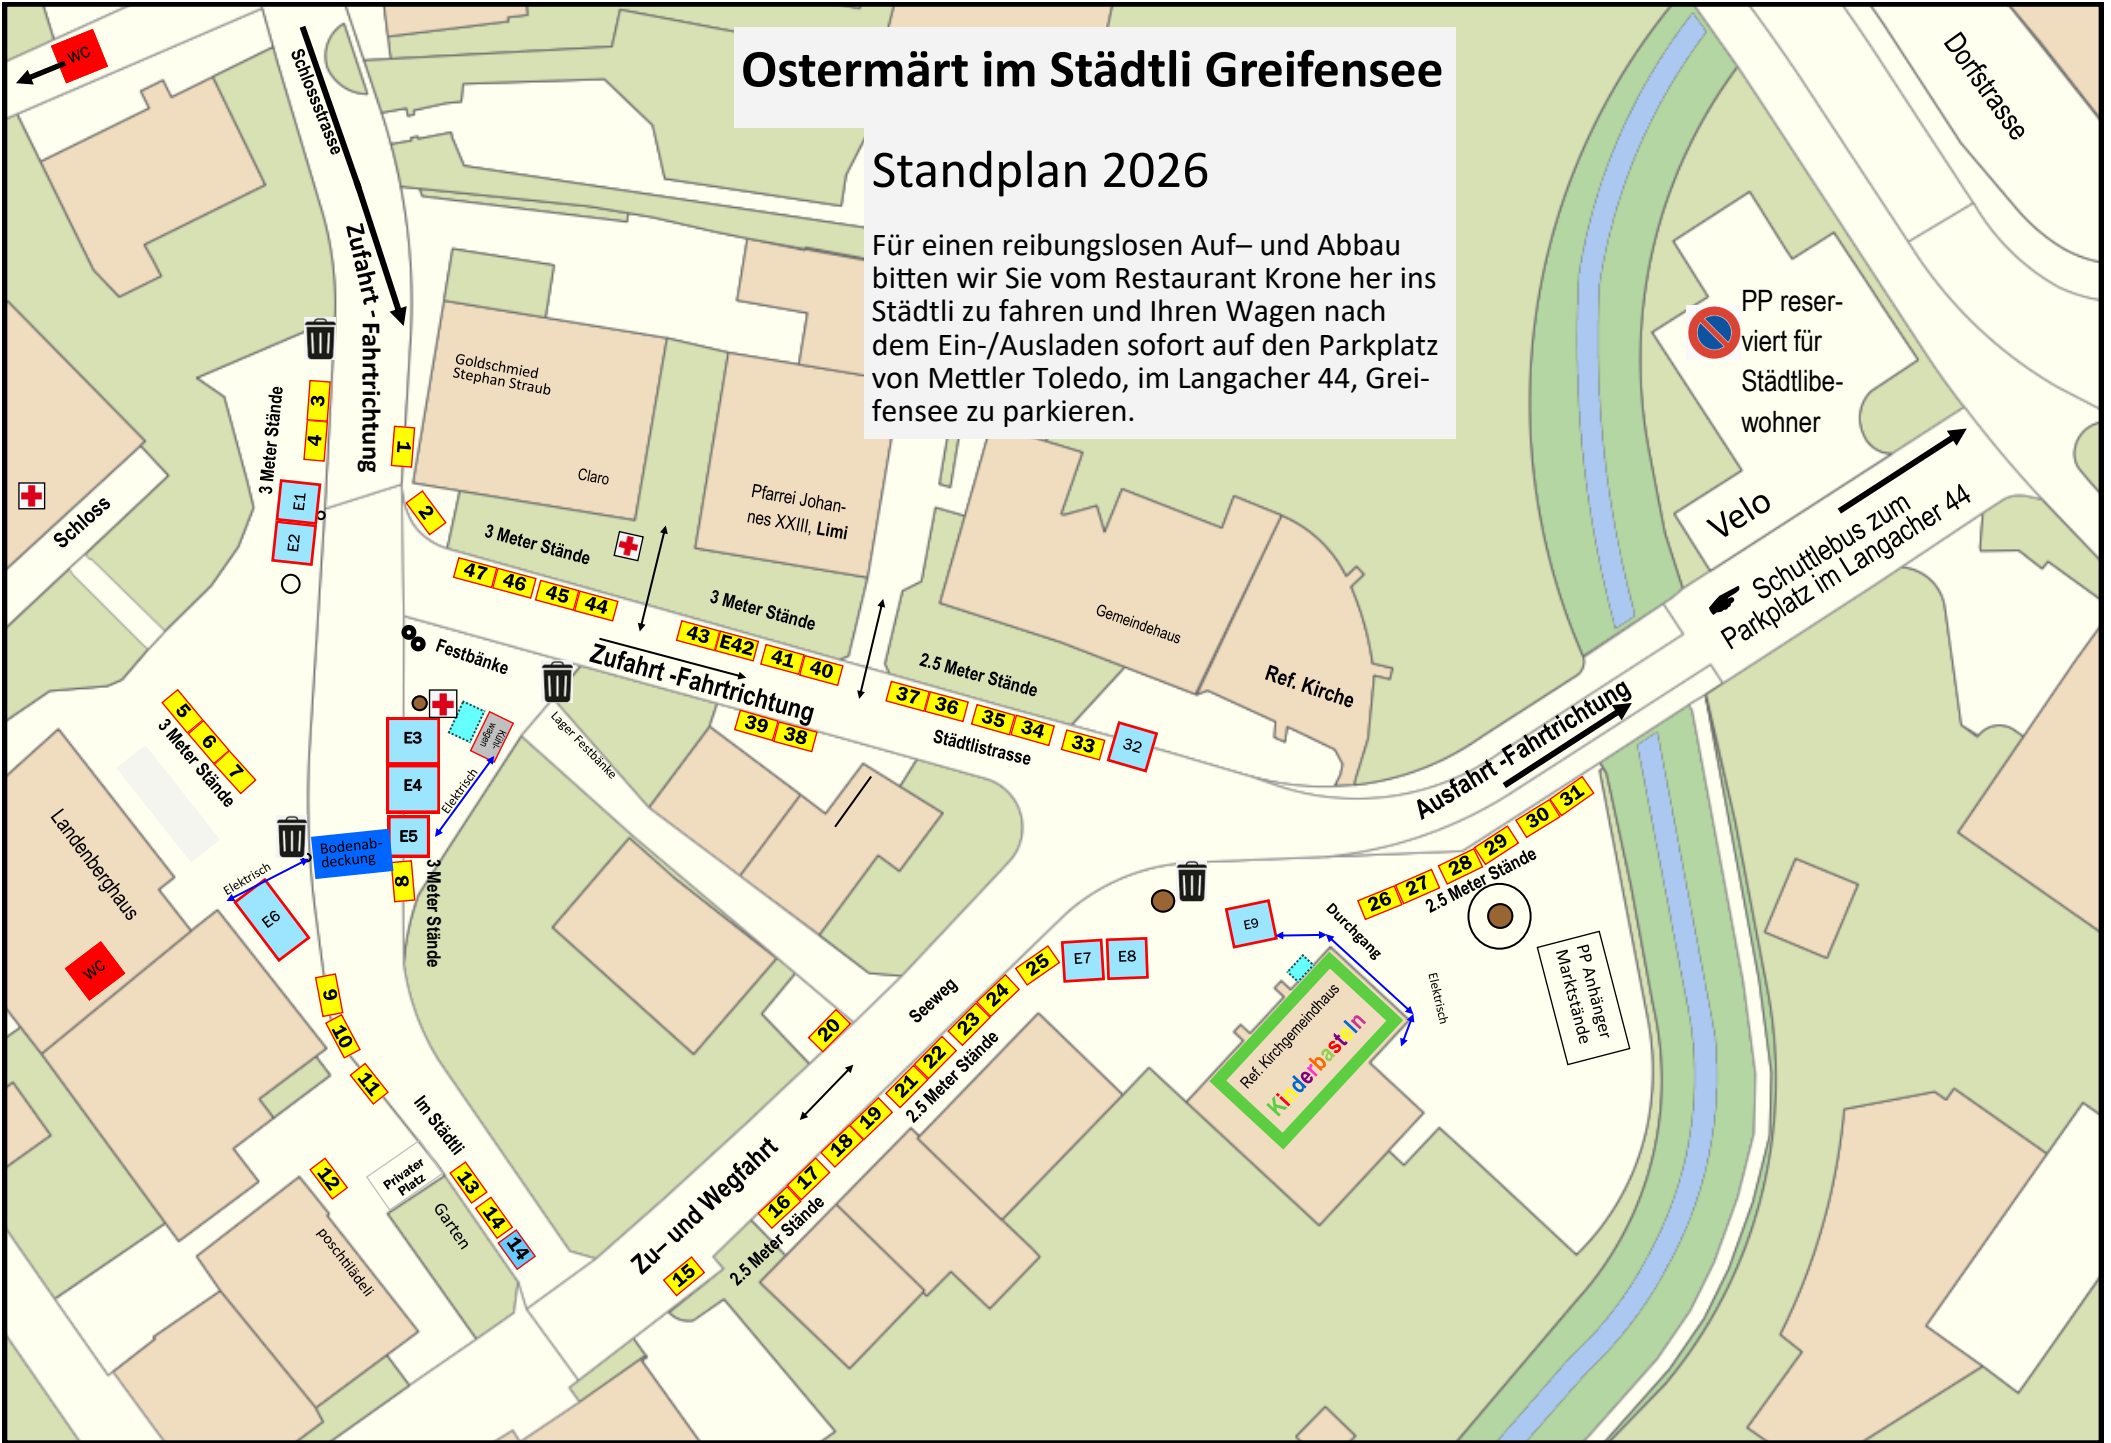 Ostermärt im Städtli Greifensee
Standplan 2026
Für einen reibungslosen Auf– und Abbau
bitten wir Sie vom Restaurant Krone her ins
Städtli zu fahren und Ihren Wagen nach
dem Ein-/Ausladen sofort auf den Parkplatz
von Mettler Toledo, im Langacher 44, Grei-
fensee zu parkieren.
WC
Schlossstrasse
Zufahrt - Fahrtrichtung
Dorfstrasse
PP reser-
viert für
Städtlibe-
wohner
Velo
Schuttlebus zum
Parkplatz im Langacher 44
Goldschmied
Stephan Straub
Claro
Pfarrei Johan-
nes XXIII, Limi
Gemeindehaus
Ref. Kirche
3 Meter Stände
3
4
1
2
E1
E2
Schloss
3 Meter Stände
47
46
45
44
3 Meter Stände
43
E42
41
40
2.5 Meter Stände
37
36
35
34
33
32
Städtlistrasse
Zufahrt -Fahrtrichtung
39
38
Festbänke
Lager Festbänke
Kühl-
wagen
Elektrisch
E3
E4
E5
Bodenab-
deckung
8
3 Meter Stände
5
6
7
3 Meter Stände
Landenberghaus
WC
Elektrisch
E6
9
10
11
Im Städtli
12
Privater
Platz
Garten
poschtilädeli
13
14
14
Ausfahrt -Fahrtrichtung
26
27
28
29
30
31
2.5 Meter Stände
Durchgang
E9
E7
E8
Elektrisch
PP Anhänger
Marktstände
Ref. Kirchgemeindhaus
Kinderbasteln
Seeweg
20
25
24
23
22
21
2.5 Meter Stände
19
18
17
16
2.5 Meter Stände
15
Zu– und Wegfahrt